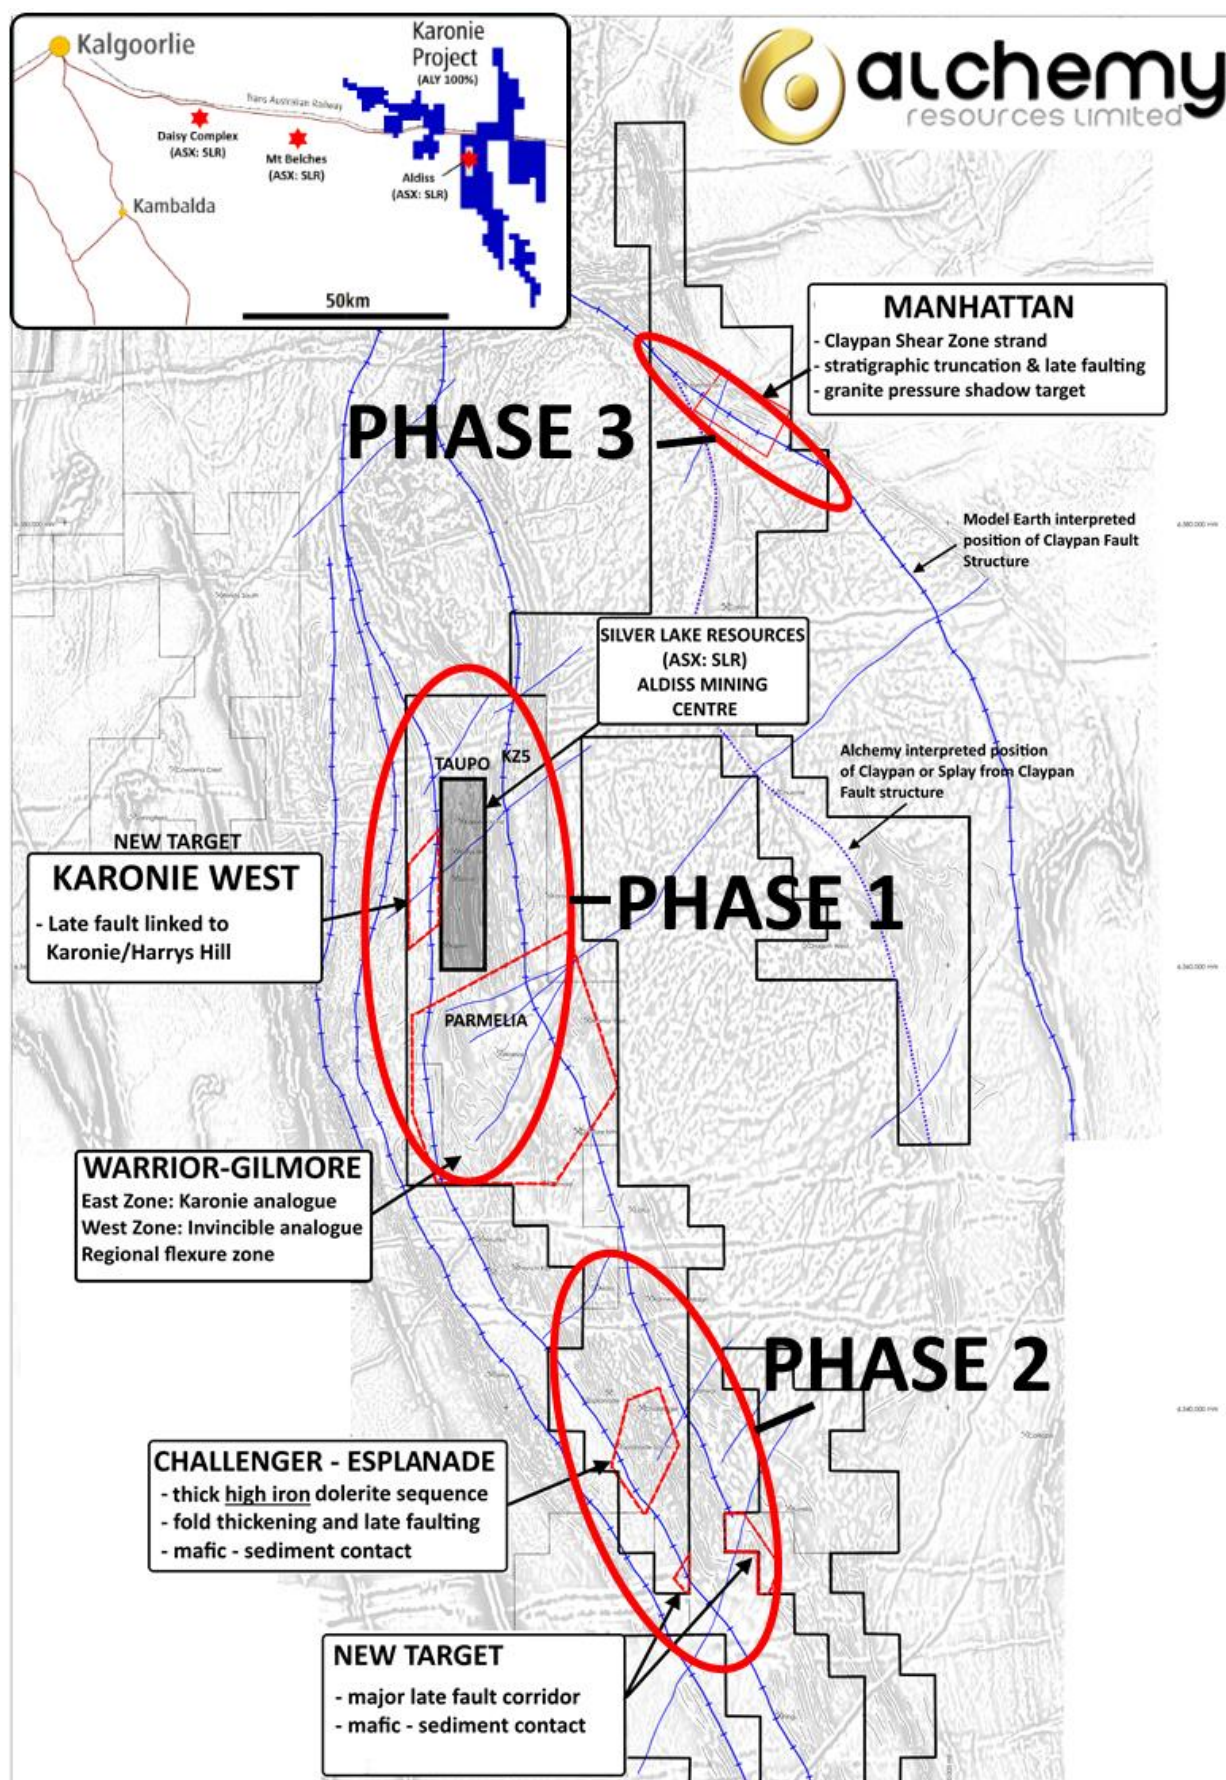 Kalgoorlie
Karonie
Project
(ALY 100%)
Trans Australian Railway
Daisy Complex
(ASX: SLR)
Mt Belches
(ASX: SLR)
Aldiss
(ASX: SLR)
Kambalda
50km
alchemy
resources limited
MANHATTAN
- Claypan Shear Zone strand
- stratigraphic truncation & late faulting
- granite pressure shadow target
PHASE 3
Model Earth interpreted
position of Claypan Fault
Structure
SILVER LAKE RESOURCES
(ASX: SLR)
ALDISS MINING
CENTRE
TAUPO
KZ5
Alchemy interpreted position
of Claypan or Splay from Claypan
Fault structure
NEW TARGET
KARONIE WEST
- Late fault linked to
Karonie/Harrys Hill
PHASE 1
PARMELIA
WARRIOR-GILMORE
East Zone: Karonie analogue
West Zone: Invincible analogue
Regional flexure zone
PHASE 2
CHALLENGER - ESPLANADE
- thick high iron dolerite sequence
- fold thickening and late faulting
- mafic - sediment contact
NEW TARGET
- major late fault corridor
- mafic - sediment contact